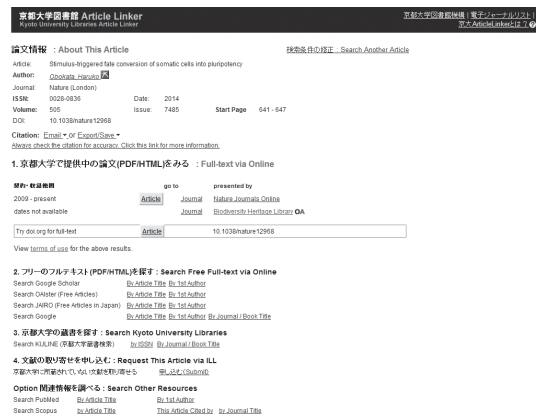 京都大学図書館 Article Linker
Kyoto University Libraries Article Linker
京都大学図書館機構 | 電子ジャーナルリスト |
京大ArticleLinkerとは？
論文情報 : About This Article
検索条件の修正 : Search Another Article
Article: Stimulus-triggered fate conversion of somatic cells into pluripotency
Author: Obokata, Haruko
Journal: Nature (London)
ISSN: 0028-0836 Date: 2014
Volume: 505 Issue: 7485 Start Page 641 - 647
DOI: 10.1038/nature12968
Citation: Email or Export/Save
Always check the citation for accuracy. Click this link for more information.
1. 京都大学で提供中の論文(PDF/HTML)をみる : Full-text via Online
契約・収録範囲 go to presented by
2009 - present Article Journal Nature Journals Online
dates not available Journal Biodiversity Heritage Library OA
Try doi.org for full-text Article 10.1038/nature12968
View terms of use for the above results.
2. フリーのフルテキスト(PDF/HTML)を探す : Search Free Full-text via Online
Search Google Scholar By Article Title By 1st Author
Search OAIster (Free Articles) By Article Title By 1st Author
Search JAIRO (Free Articles in Japan) By Article Title By 1st Author
Search Google By Article Title By 1st Author By Journal / Book Title
3. 京都大学の蔵書を探す : Search Kyoto University Libraries
Search KULINE (京都大学蔵書検索) by ISSN By Journal / Book Title
4. 文献の取り寄せを申し込む : Request This Article via ILL
京都大学に所蔵されていない文献を取り寄せる 申し込む(Submit)
Option 関連情報を調べる : Search Other Resources
Search PubMed by Article Title By 1st Author
Search Scopus by Article Title This Article Cited by by Journal Title